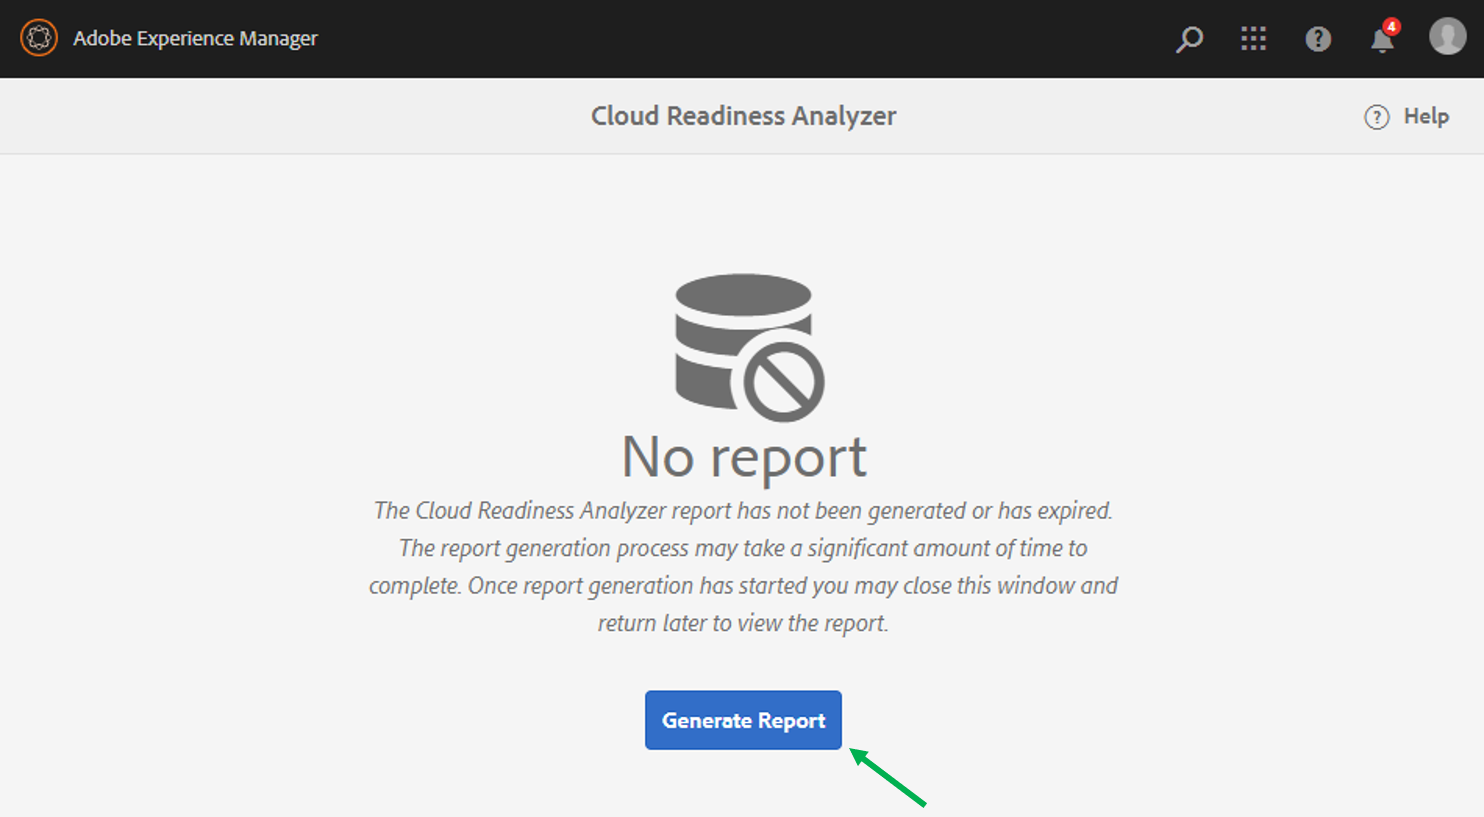 Adobe Experience Manager
4
Cloud Readiness Analyzer
Help
No report
The Cloud Readiness Analyzer report has not been generated or has expired.
The report generation process may take a significant amount of time to
complete. Once report generation has started you may close this window and
return later to view the report.
Generate Report